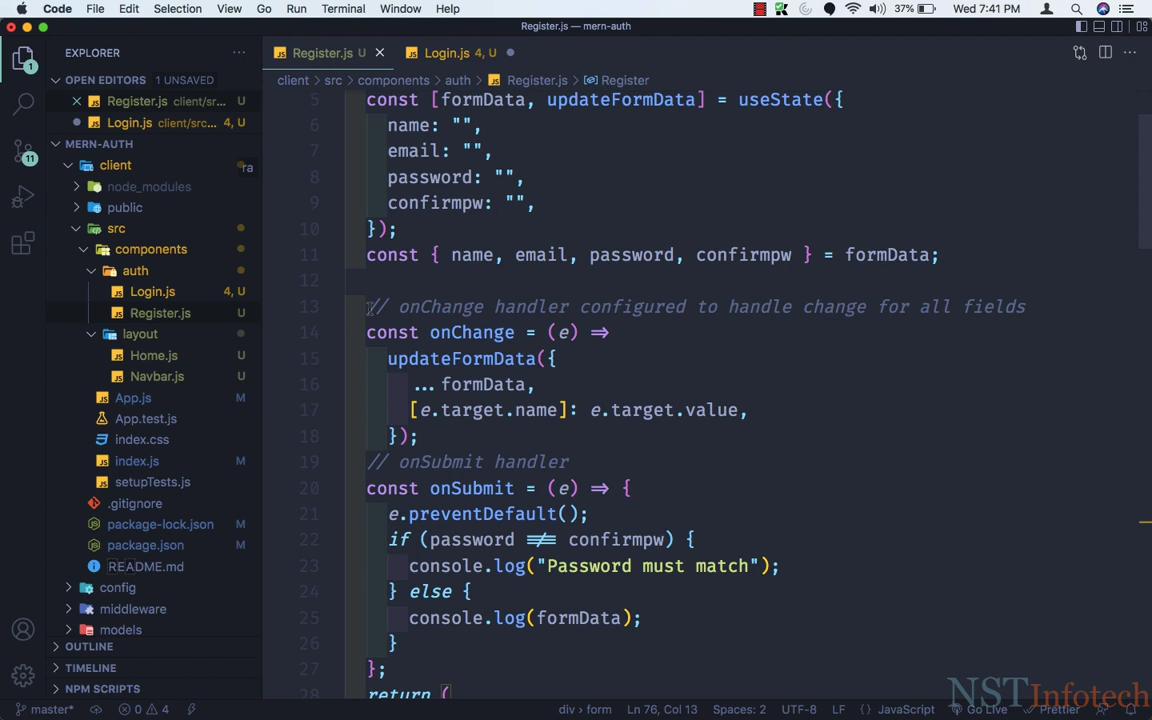 Code File Edit Selection View Go Run Terminal Window Help 37% Wed 7:41 PM
Register.js — mern-auth
EXPLORER ···
Register.js U ×
Login.js 4, U
OPEN EDITORS 1 UNSAVED
× Register.js client/sr... U
Login.js client/src... 4, U
MERN-AUTH
client
ra
node_modules
public
src
components
auth
Login.js 4, U
Register.js U
layout
Home.js U
Navbar.js U
App.js M
App.test.js
index.css
index.js M
setupTests.js
.gitignore
package-lock.json M
package.json M
README.md
config
middleware
models
OUTLINE
TIMELINE
NPM SCRIPTS
1
11
client > src > components > auth > Register.js > Register
5 const [formData, updateFormData] = useState({
6 name: "",
7 email: "",
8 password: "",
9 confirmpw: "",
10 });
11 const { name, email, password, confirmpw } = formData;
12
13 // onChange handler configured to handle change for all fields
14 const onChange = (e) =>
15 updateFormData({
16 ...formData,
17 [e.target.name]: e.target.value,
18 });
19 // onSubmit handler
20 const onSubmit = (e) => {
21 e.preventDefault();
22 if (password !== confirmpw) {
23 console.log("Password must match");
24 } else {
25 console.log(formData);
26 }
27 };
28 return (
master* 0 4 div > form Ln 76, Col 13 Spaces: 2 UTF-8 LF {} JavaScript Go Live Prettier
NSTInfotech